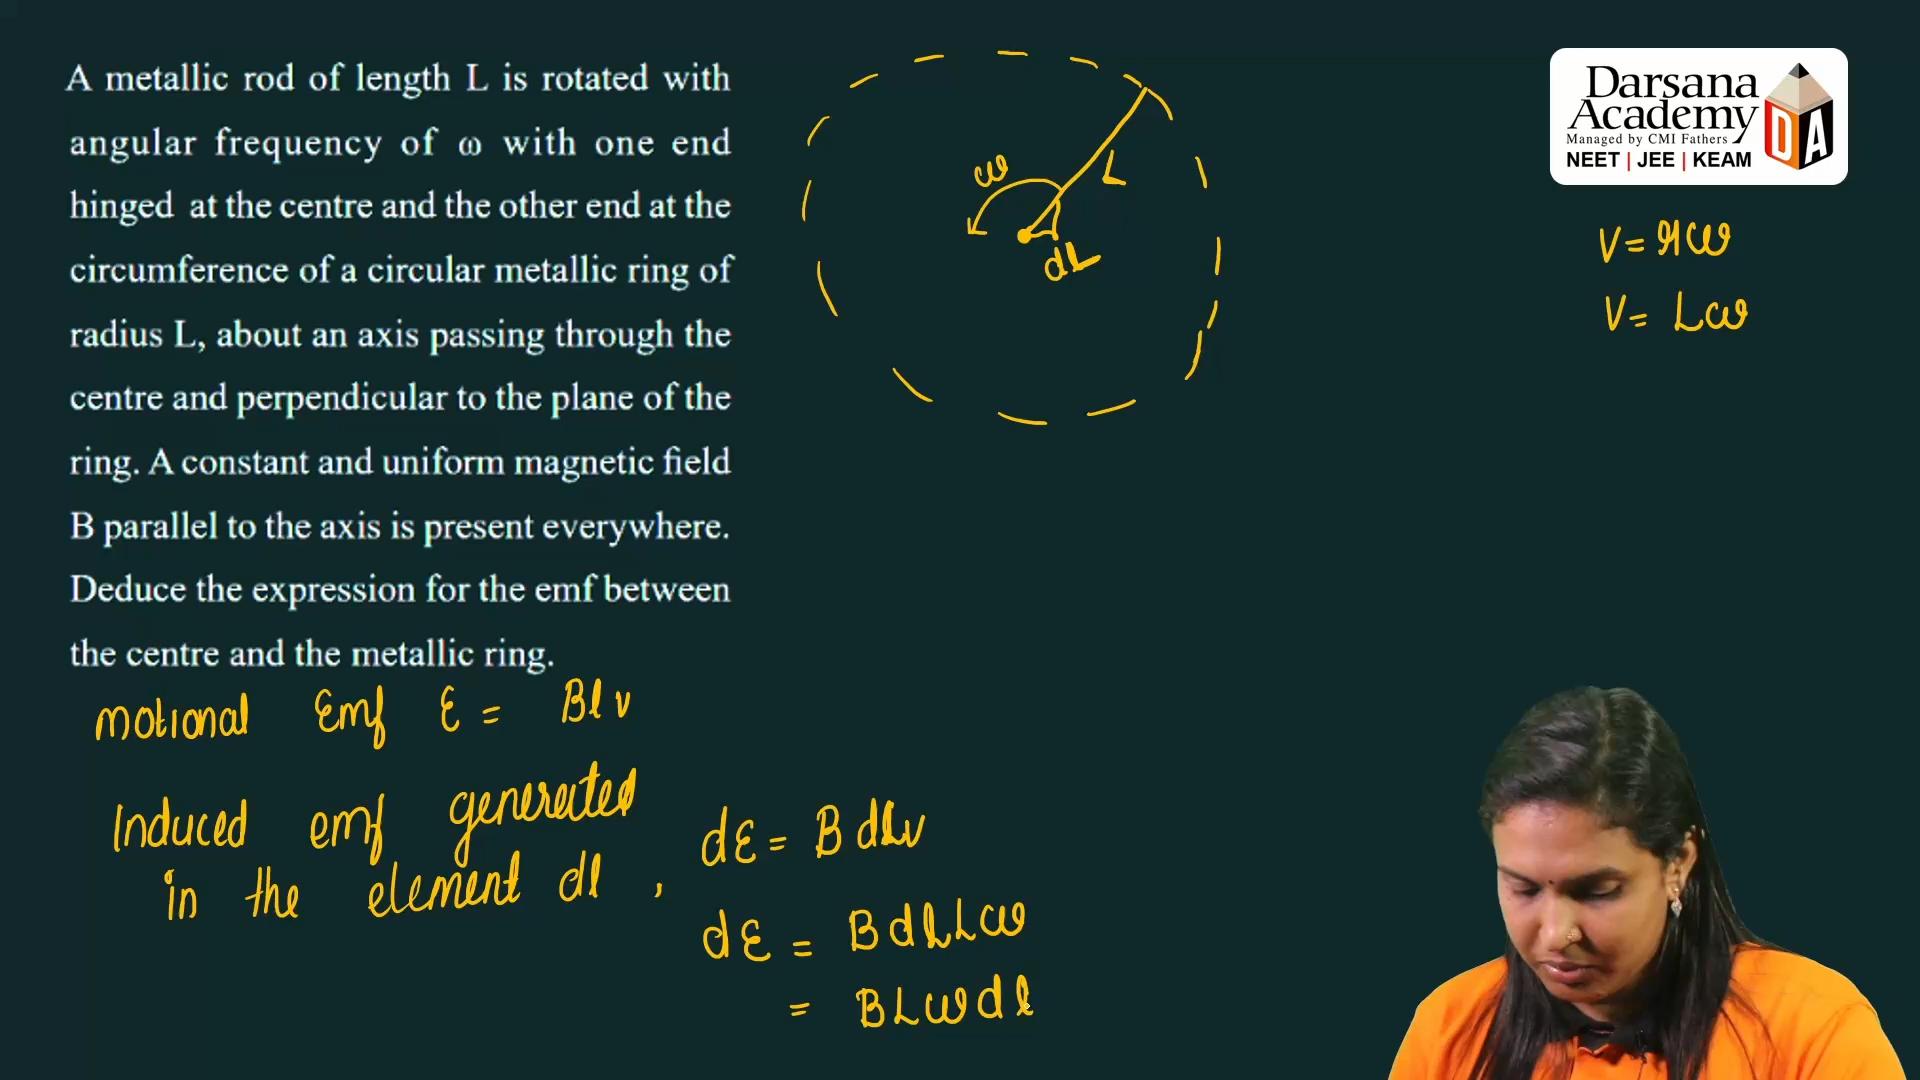 A metallic rod of length L is rotated with
angular frequency of ω with one end
hinged at the centre and the other end at the
circumference of a circular metallic ring of
radius L, about an axis passing through the
centre and perpendicular to the plane of the
ring. A constant and uniform magnetic field
B parallel to the axis is present everywhere.
Deduce the expression for the emf between
the centre and the metallic ring.
motional Emf ε = Blv
Induced emf generated
in the element dl ,
dε = B dL v
dε = B dL L ω
= B L ω d l
ω
L
dL
Darsana
Academy
Managed by CMI Fathers
NEET | JEE | KEAM
DA
V = rω
V = Lω